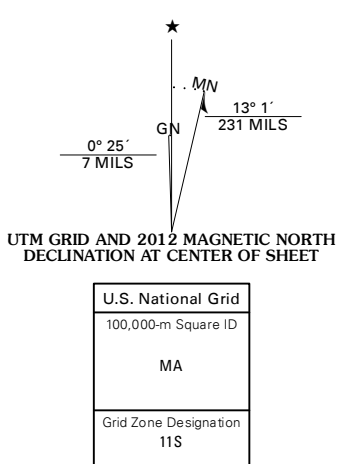 MN
13° 1´
231 MILS
GN
0° 25´
7 MILS
UTM GRID AND 2012 MAGNETIC NORTH
DECLINATION AT CENTER OF SHEET
U.S. National Grid
100,000-m Square ID
MA
Grid Zone Designation
11S